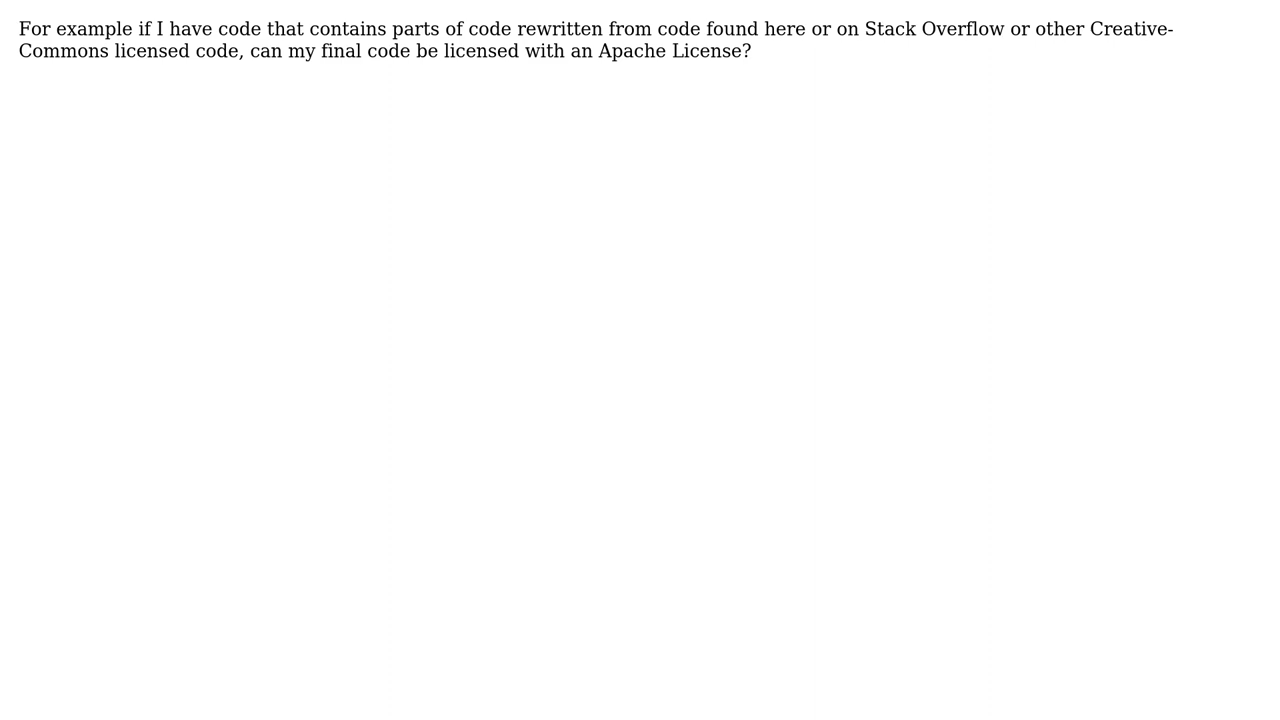 For example if I have code that contains parts of code rewritten from code found here or on Stack Overflow or other Creative-
Commons licensed code, can my final code be licensed with an Apache License?